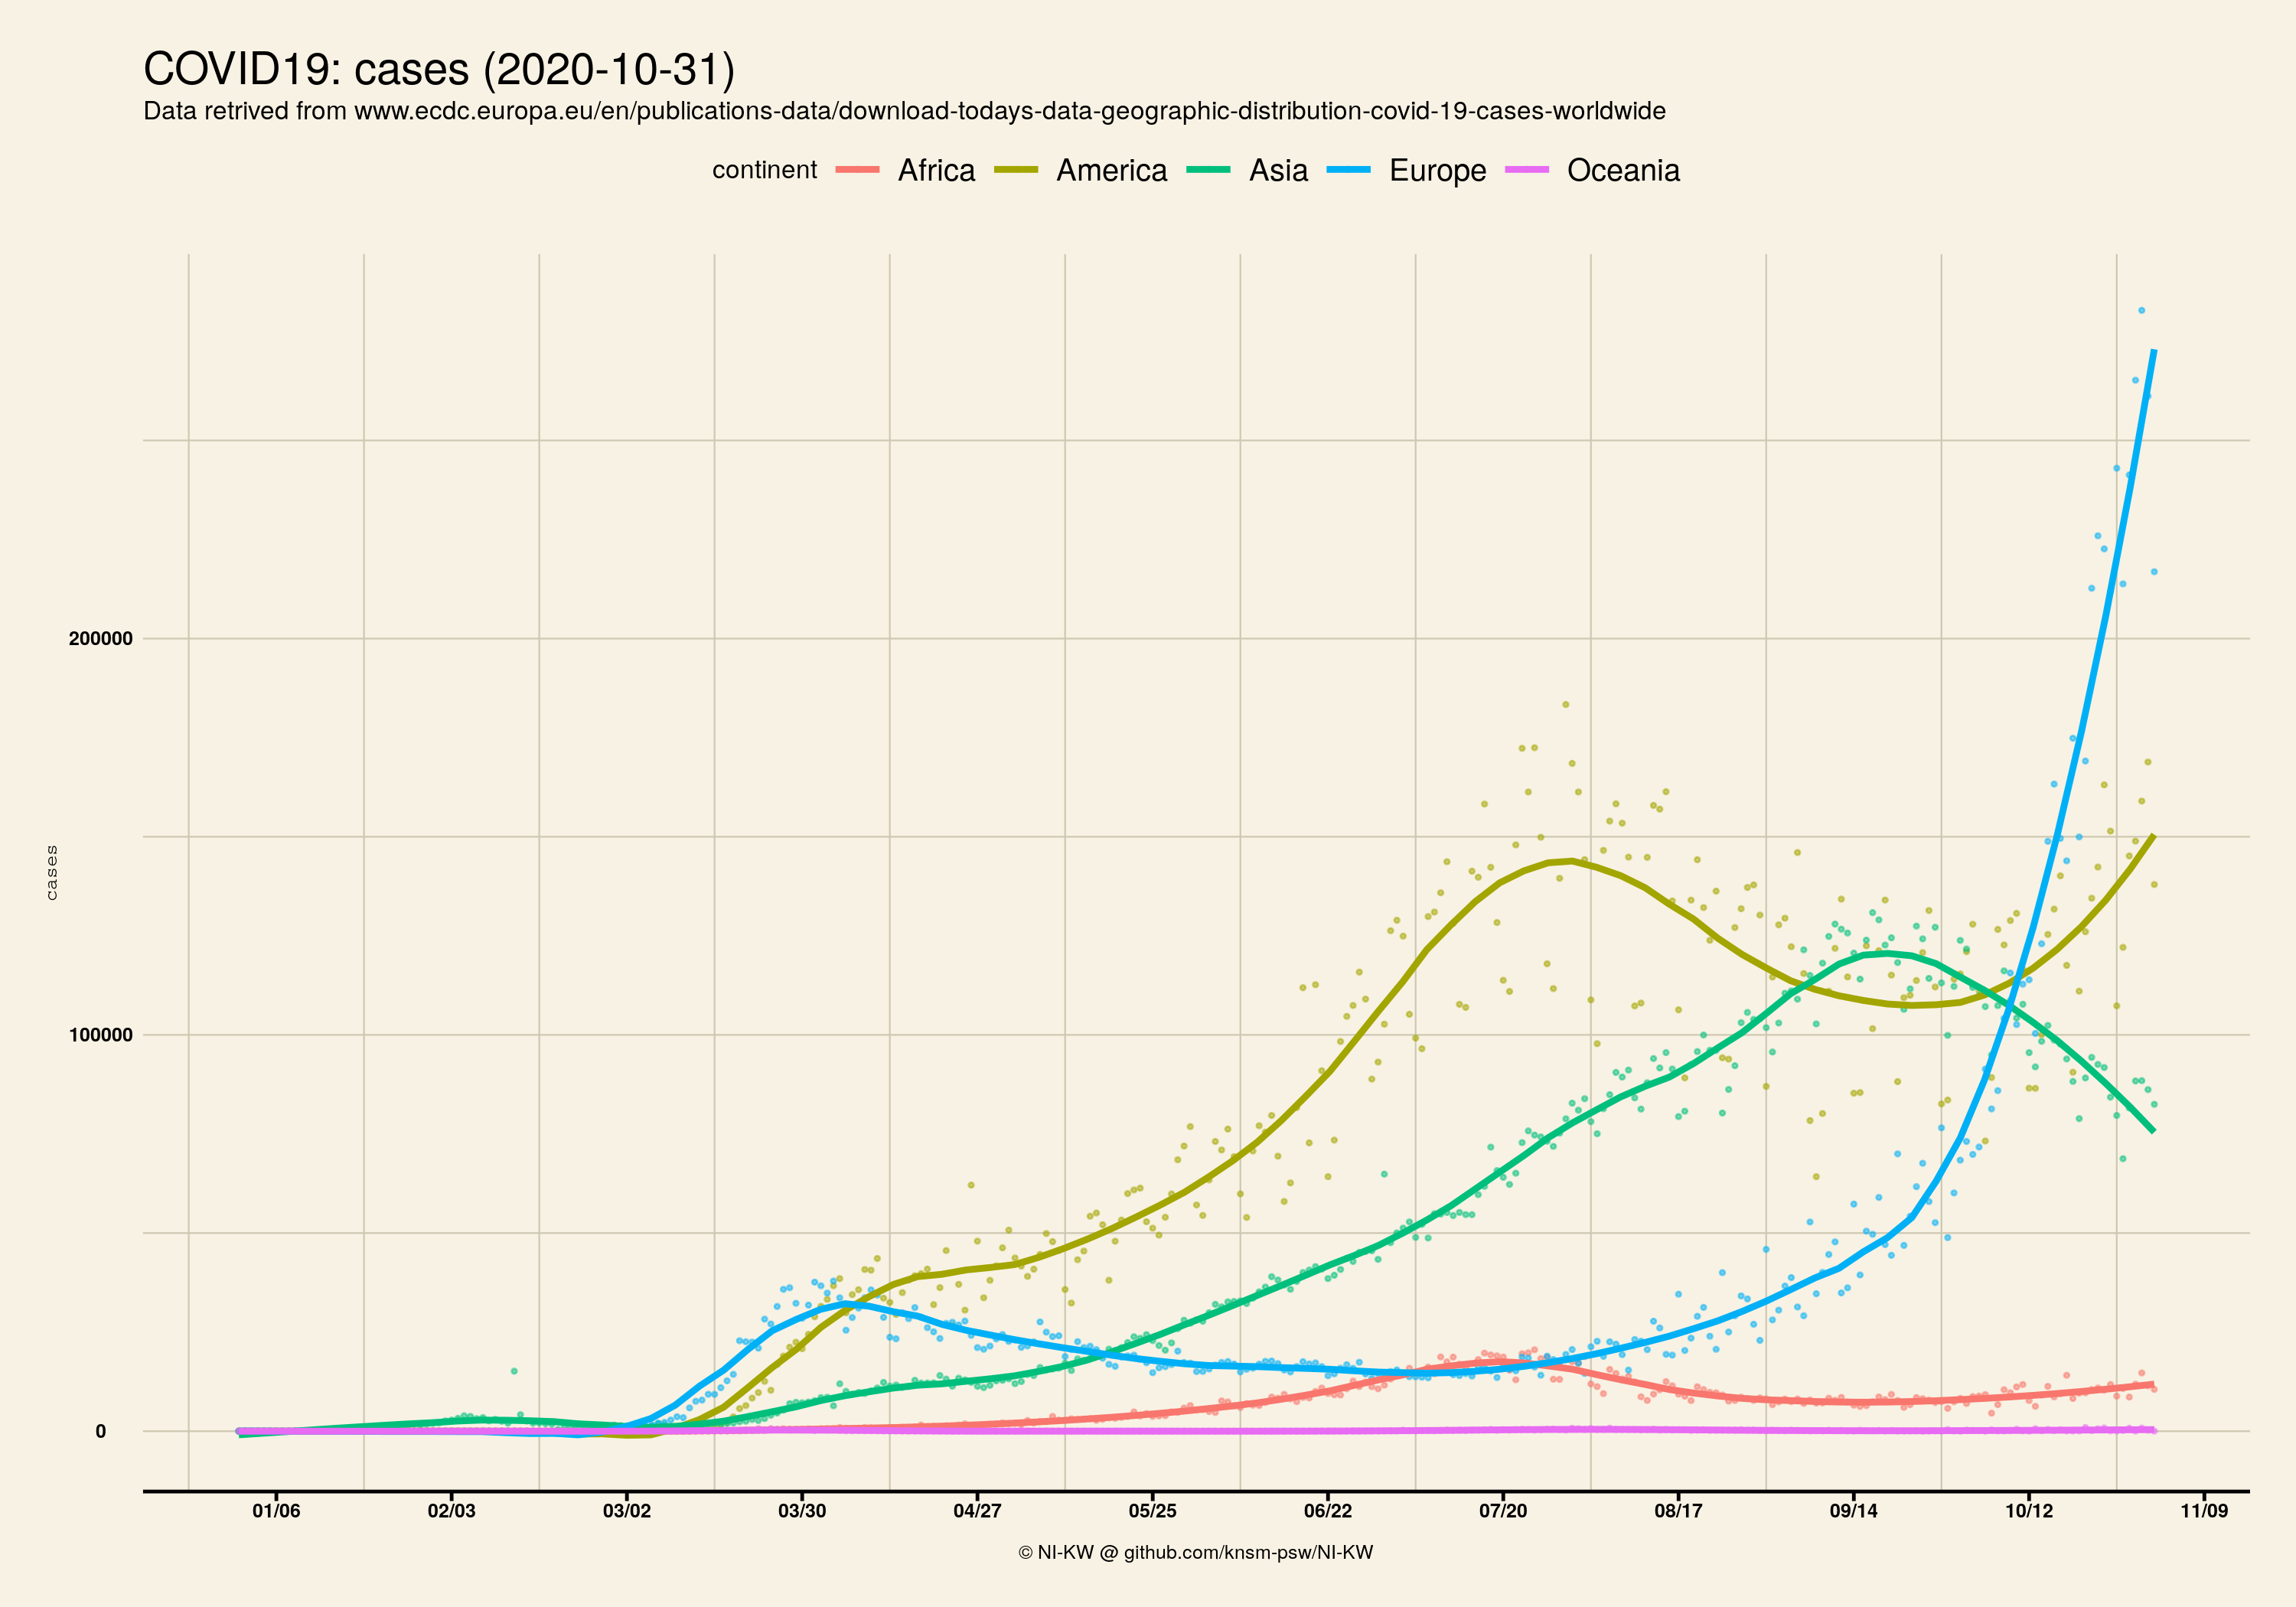 COVID19: cases (2020-10-31)
Data retrived from www.ecdc.europa.eu/en/publications-data/download-todays-data-geographic-distribution-covid-19-cases-worldwide
continent Africa America Asia Europe Oceania
200000
cases
100000
0
01/06 02/03 03/02 03/30 04/27 05/25 06/22 07/20 08/17 09/14 10/12 11/09
© NI-KW @ github.com/knsm-psw/NI-KW